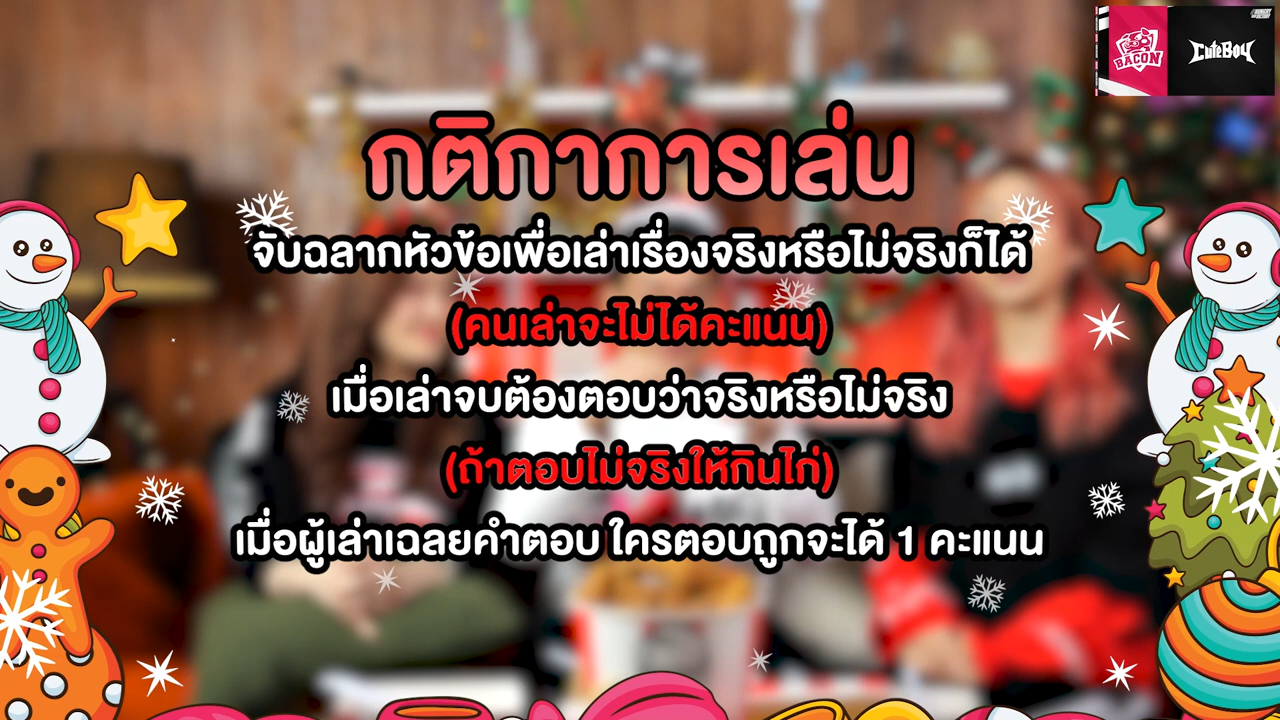 BACON
CuteBoy
กติกาการเล่น
จับฉลากหัวข้อเพื่อเล่าเรื่องจริงหรือไม่จริงก็ได้
(คนเล่าจะไม่ได้คะแนน)
เมื่อเล่าจบต้องตอบว่าจริงหรือไม่จริง
(ถ้าตอบไม่จริงให้กินไก่)
เมื่อผู้เล่าเฉลยคำตอบ ใครตอบถูกจะได้ 1 คะแนน